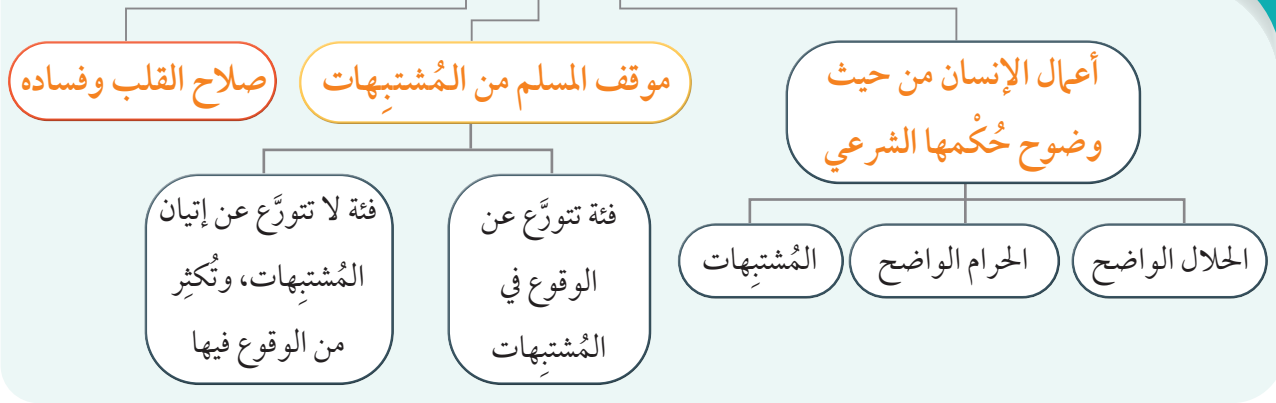 أعمال الإنسان من حيث
وضوح حُكْمها الشرعي
موقف المسلم من المُشتبِهات
صلاح القلب وفساده
الحلال الواضح
الحرام الواضح
المُشتبِهات
فئة تتورَّع عن
الوقوع في
المُشتبِهات
فئة لا تتورَّع عن إتيان
المُشتبِهات، وتُكثِر
من الوقوع فيها